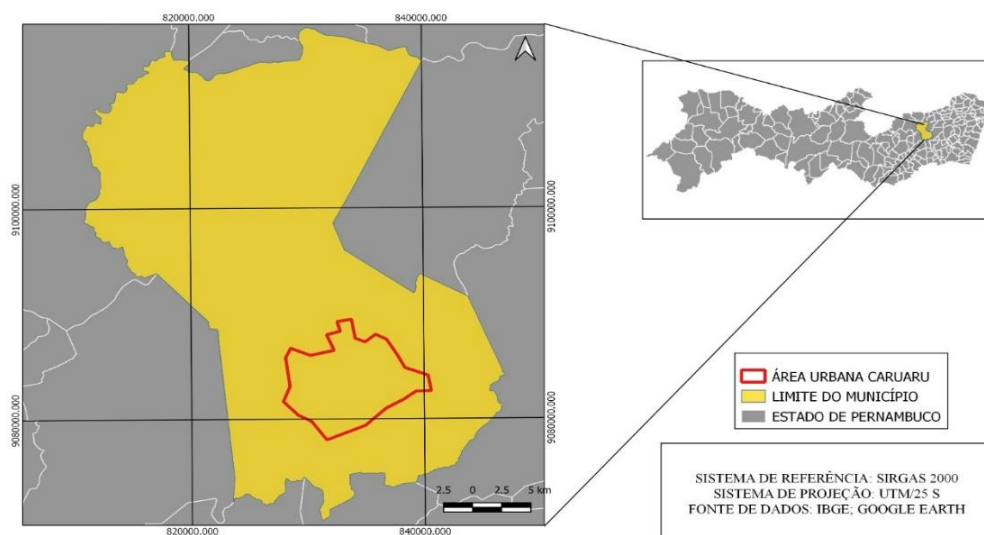 820000.000
840000.000
9100000.000
9100000.000
9080000.000
9080000.000
2.5 0 2.5 5 km
820000.000
840000.000
ÁREA URBANA CARUARU
LIMITE DO MUNICÍPIO
ESTADO DE PERNAMBUCO
SISTEMA DE REFERÊNCIA: SIRGAS 2000
SISTEMA DE PROJEÇÃO: UTM/25 S
FONTE DE DADOS: IBGE; GOOGLE EARTH